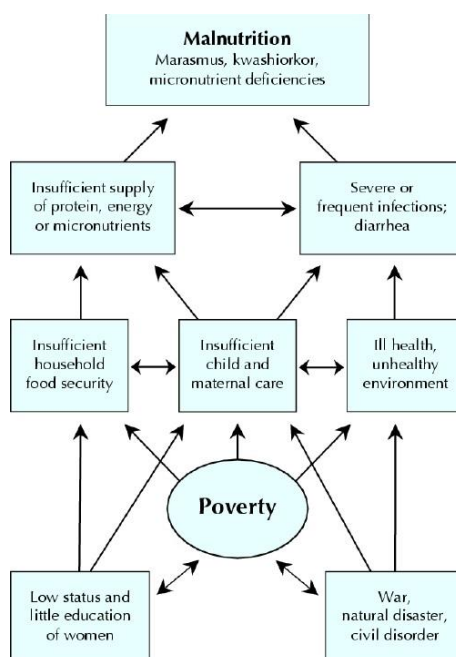 Malnutrition
Marasmus, kwashiorkor,
micronutrient deficiencies
Insufficient supply
of protein, energy
or micronutrients
Severe or
frequent infections;
diarrhea
Insufficient
household
food security
Insufficient
child and
maternal care
Ill health,
unhealthy
environment
Poverty
Low status and
little education
of women
War,
natural disaster,
civil disorder